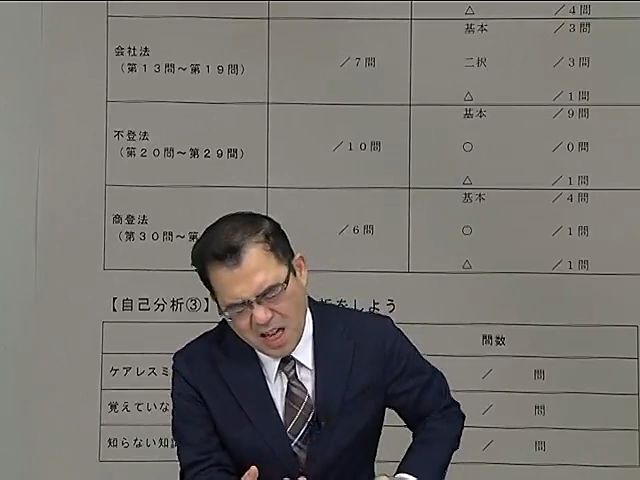 △ ／4問
会社法
（第13問～第19問）
／7問
基本 ／3問
二択 ／3問
△ ／1問
不登法
（第20問～第29問）
／10問
基本 ／9問
○ ／0問
△ ／1問
商登法
（第30問～第
／6問
基本 ／4問
○ ／1問
△ ／1問
【自己分析③】 をしよう
問数
ケアレスミ ／ 問
覚えていな ／ 問
知らない知 ／ 問